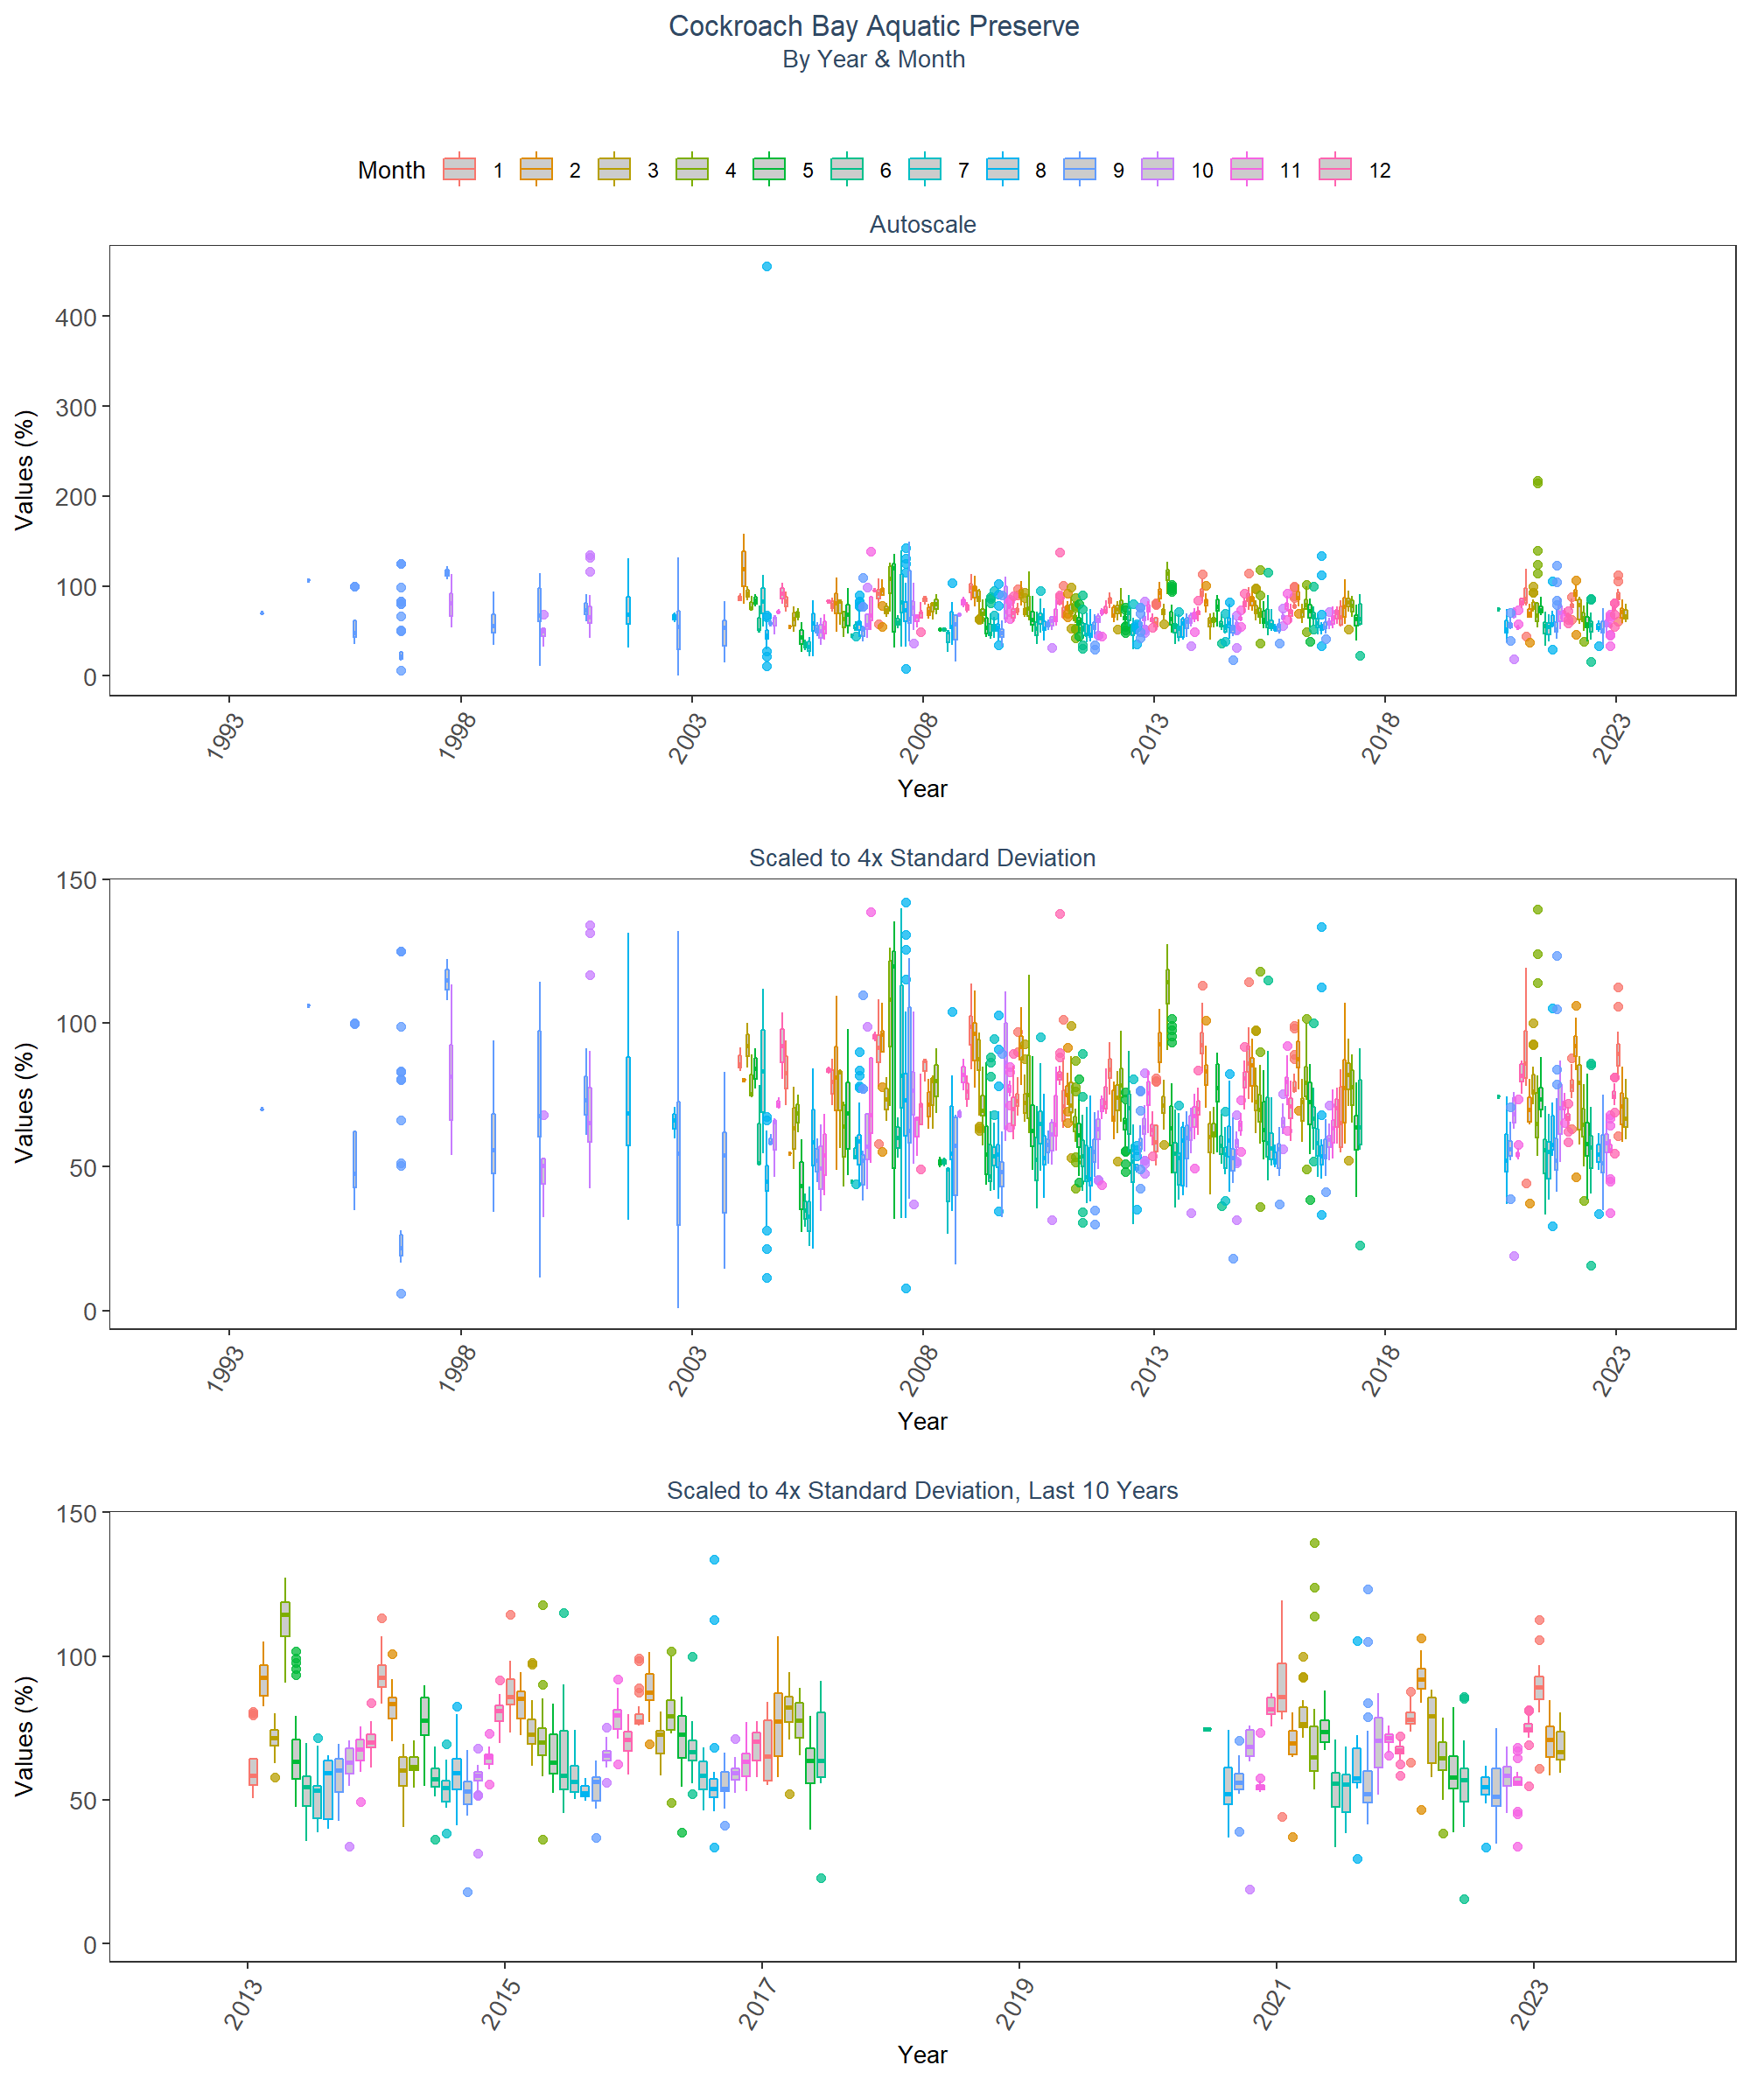 Cockroach Bay Aquatic Preserve
By Year & Month
Month 1 2 3 4 5 6 7 8 9 10 11 12
Autoscale
Values (%)
400
300
200
100
0
1993 1998 2003 2008 2013 2018 2023
Year
Scaled to 4x Standard Deviation
Values (%)
150
100
50
0
1993 1998 2003 2008 2013 2018 2023
Year
Scaled to 4x Standard Deviation, Last 10 Years
Values (%)
150
100
50
0
2013 2015 2017 2019 2021 2023
Year